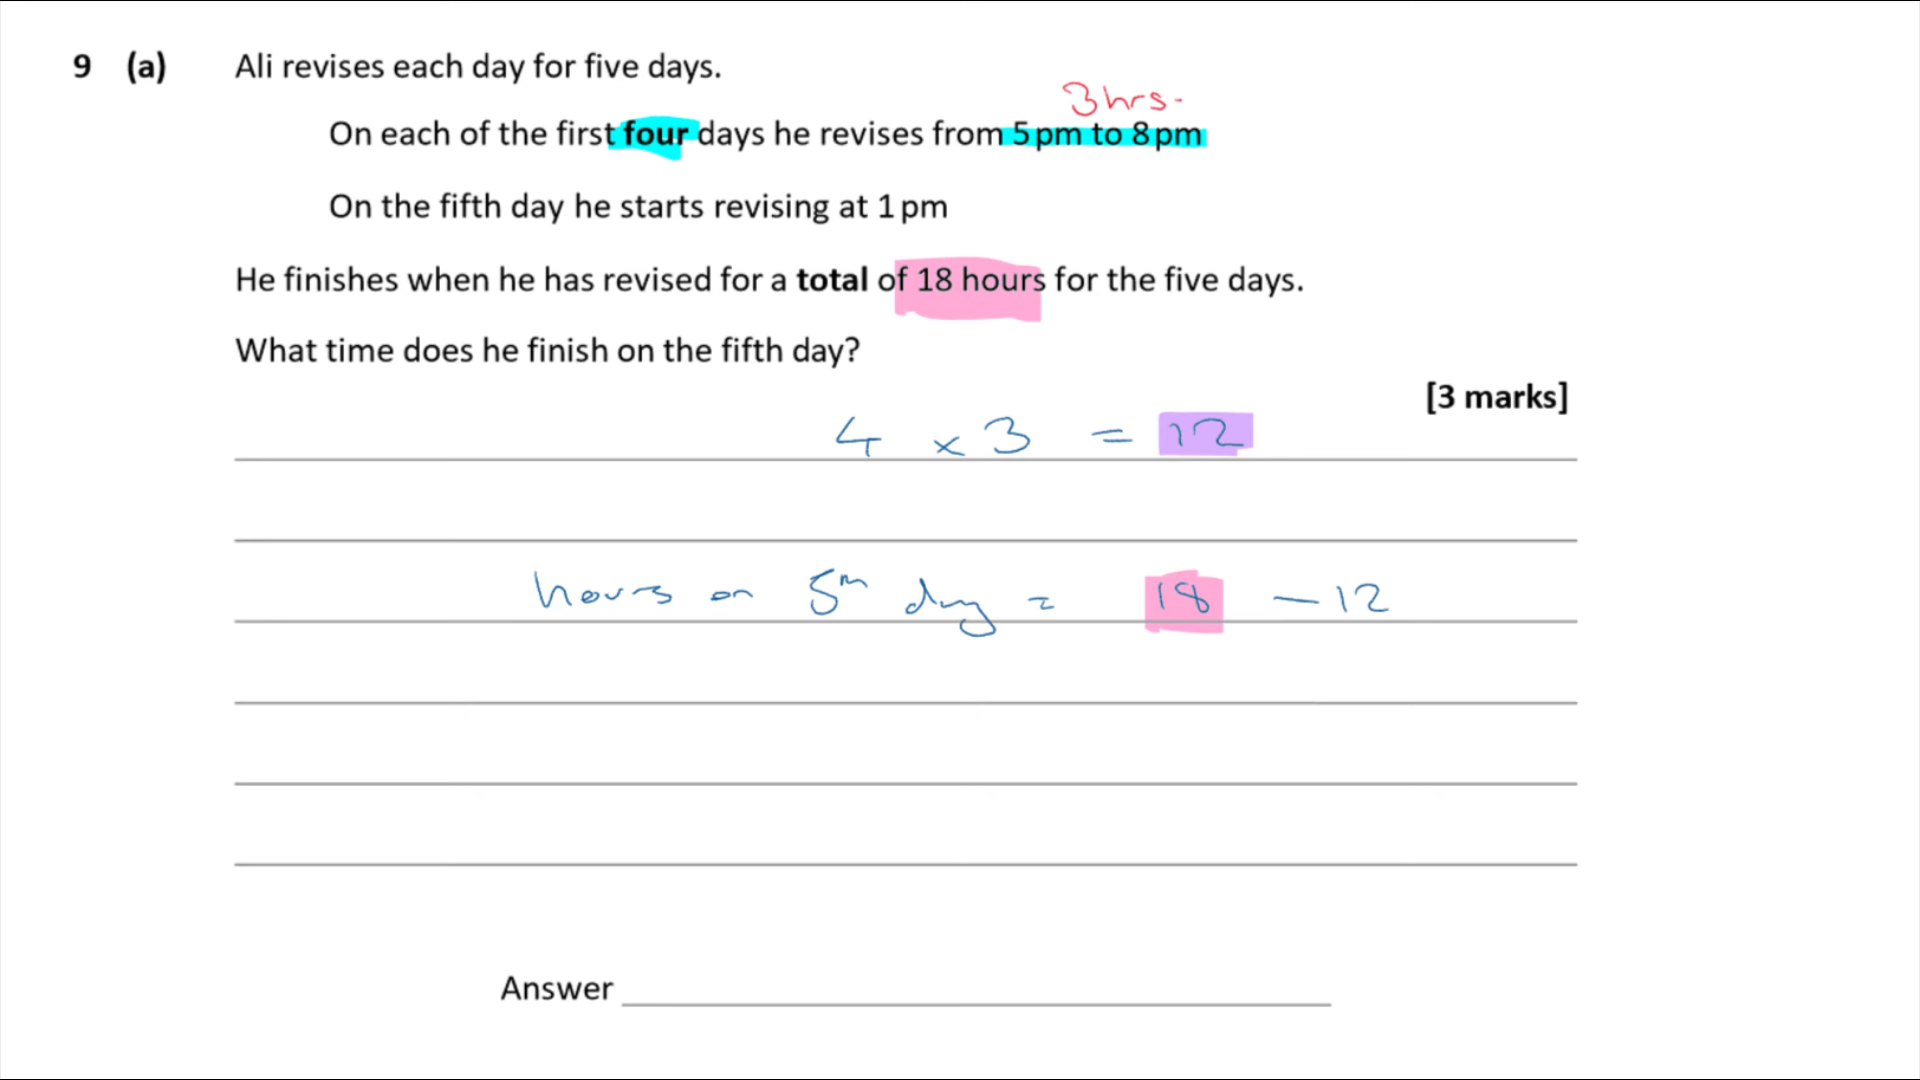 9 (a) Ali revises each day for five days.
3hrs.
On each of the first four days he revises from 5 pm to 8 pm
On the fifth day he starts revising at 1 pm
He finishes when he has revised for a total of 18 hours for the five days.
What time does he finish on the fifth day?
[3 marks]
4 × 3 = 12
hours on 5th day = 18 - 12
Answer